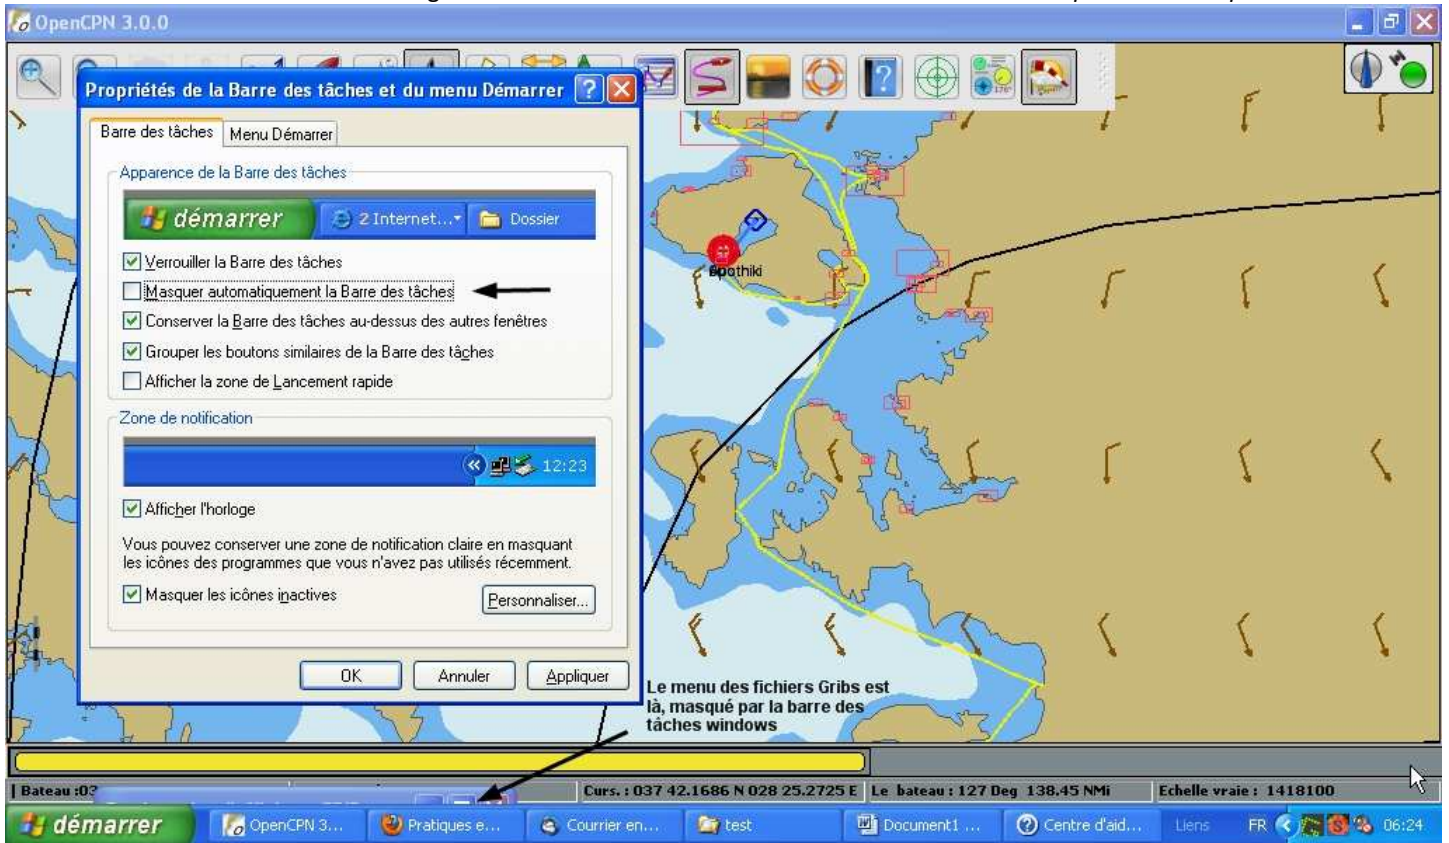 OpenCPN 3.0.0
Propriétés de la Barre des tâches et du menu Démarrer
Barre des tâches
Menu Démarrer
Apparence de la Barre des tâches
démarrer
2 Internet...
Dossier
Verrouiller la Barre des tâches
Masquer automatiquement la Barre des tâches
Conserver la Barre des tâches au-dessus des autres fenêtres
Grouper les boutons similaires de la Barre des tâches
Afficher la zone de Lancement rapide
Zone de notification
12:23
Afficher l'horloge
Vous pouvez conserver une zone de notification claire en masquant
les icônes des programmes que vous n'avez pas utilisés récemment.
Masquer les icônes inactives
Personnaliser...
OK
Annuler
Appliquer
Le menu des fichiers Gribs est
là, masqué par la barre des
tâches windows
| Bateau :03
Curs. : 037 42.1686 N 028 25.2725 E
Le bateau : 127 Deg 138.45 NMi
Echelle vraie : 1418100
démarrer
OpenCPN 3...
Pratiques e...
Courrier en...
test
Document1 ...
Centre d'aid...
Liens
FR
06:24